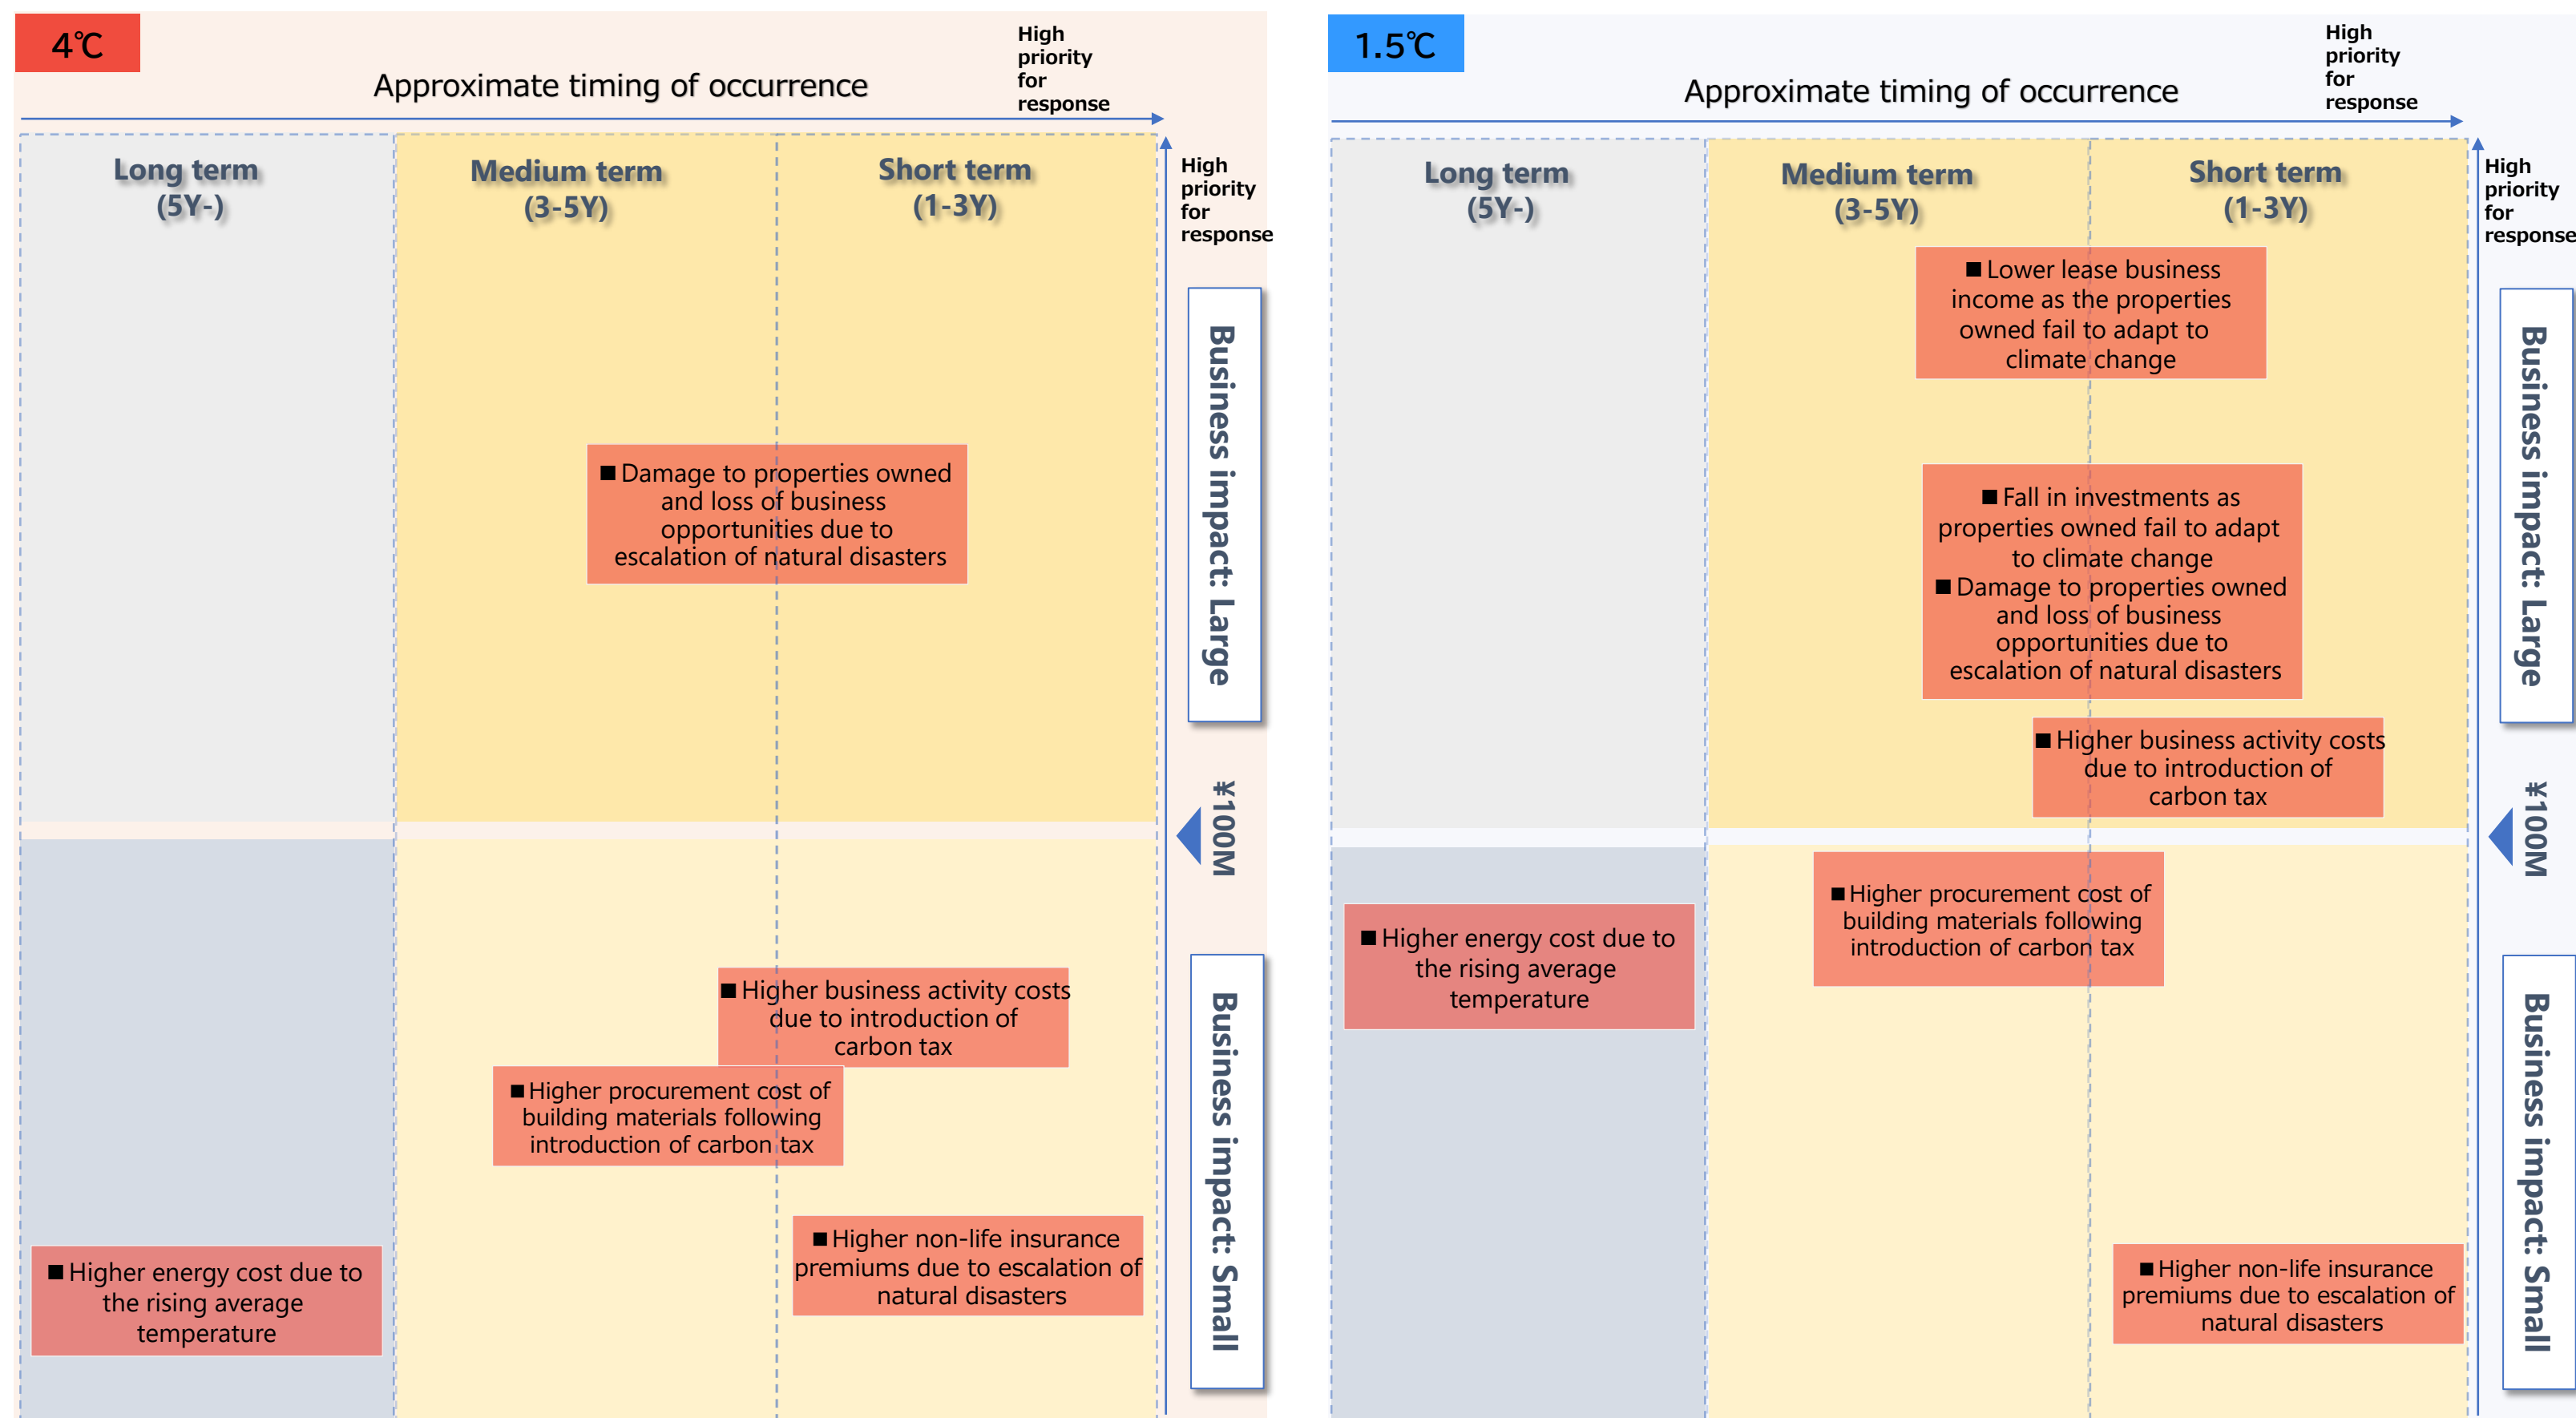 4℃
High
priority
for
response
Approximate timing of occurrence
High
priority
for
response
Long term
(5Y-)
Medium term
(3-5Y)
Short term
(1-3Y)
■ Damage to properties owned
and loss of business
opportunities due to
escalation of natural disasters
Business impact: Large
¥100M
■ Higher business activity costs
due to introduction of
carbon tax
■ Higher procurement cost of
building materials following
introduction of carbon tax
■ Higher non-life insurance
premiums due to escalation of
natural disasters
■ Higher energy cost due to
the rising average
temperature
Business impact: Small
1.5℃
High
priority
for
response
Approximate timing of occurrence
High
priority
for
response
Long term
(5Y-)
Medium term
(3-5Y)
Short term
(1-3Y)
■ Lower lease business
income as the properties
owned fail to adapt to
climate change
■ Fall in investments as
properties owned fail to adapt
to climate change
■ Damage to properties owned
and loss of business
opportunities due to
escalation of natural disasters
■ Higher business activity costs
due to introduction of
carbon tax
Business impact: Large
¥100M
■ Higher procurement cost of
building materials following
introduction of carbon tax
■ Higher energy cost due to
the rising average
temperature
■ Higher non-life insurance
premiums due to escalation of
natural disasters
Business impact: Small